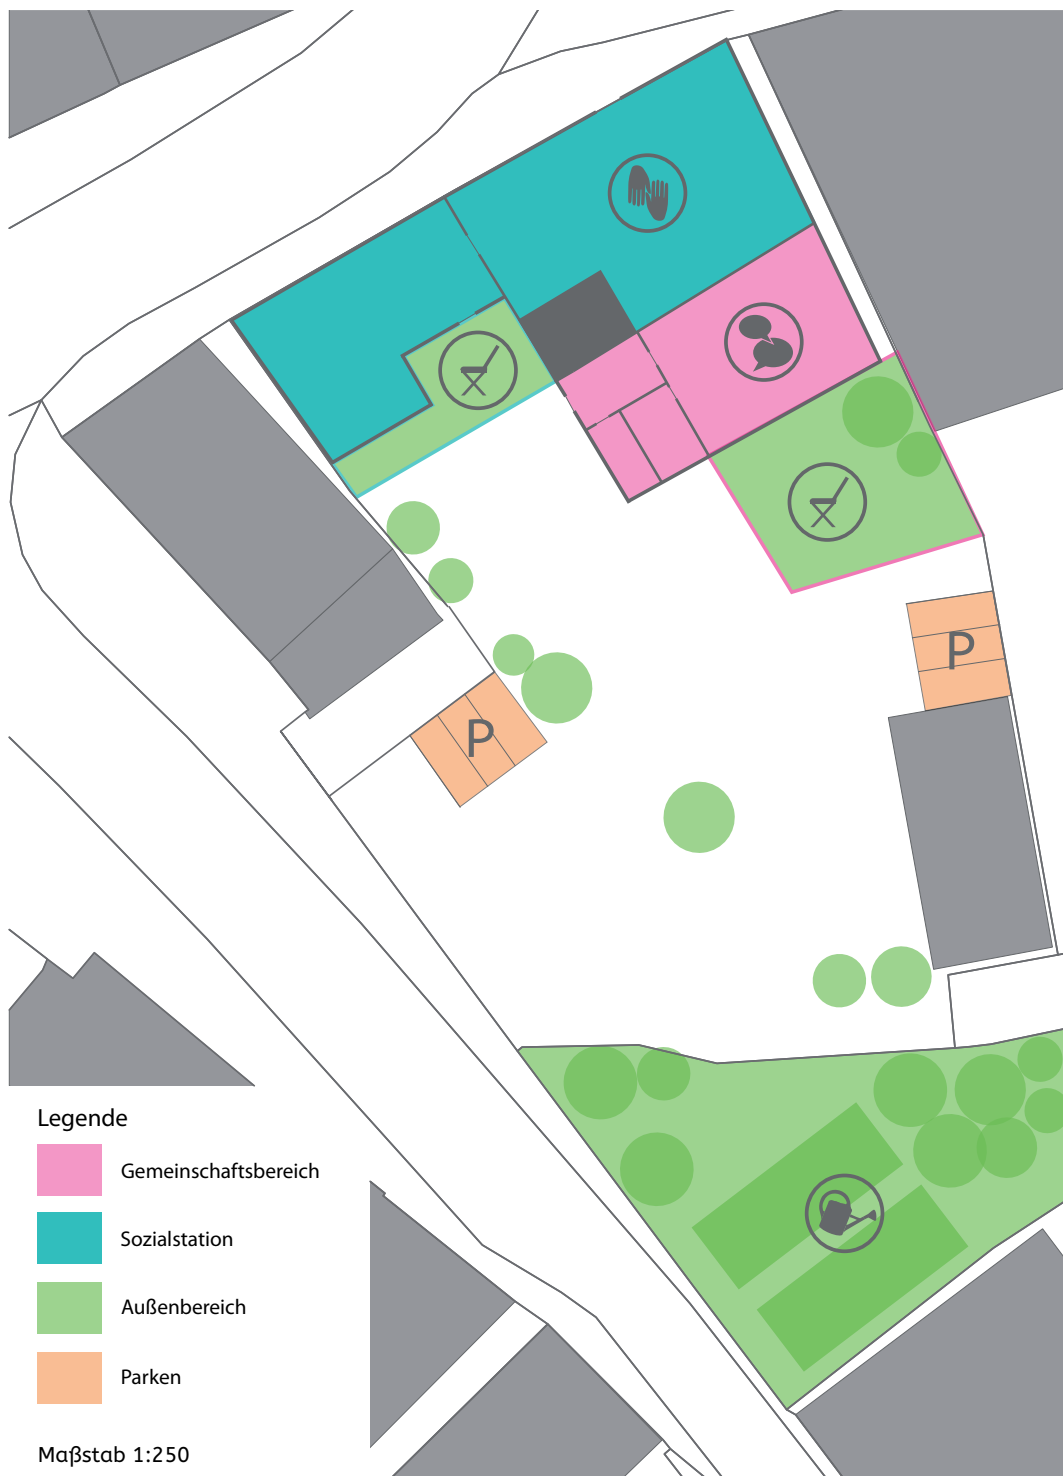 P
P
Legende
Gemeinschaftsbereich
Sozialstation
Außenbereich
Parken
Maßstab 1:250